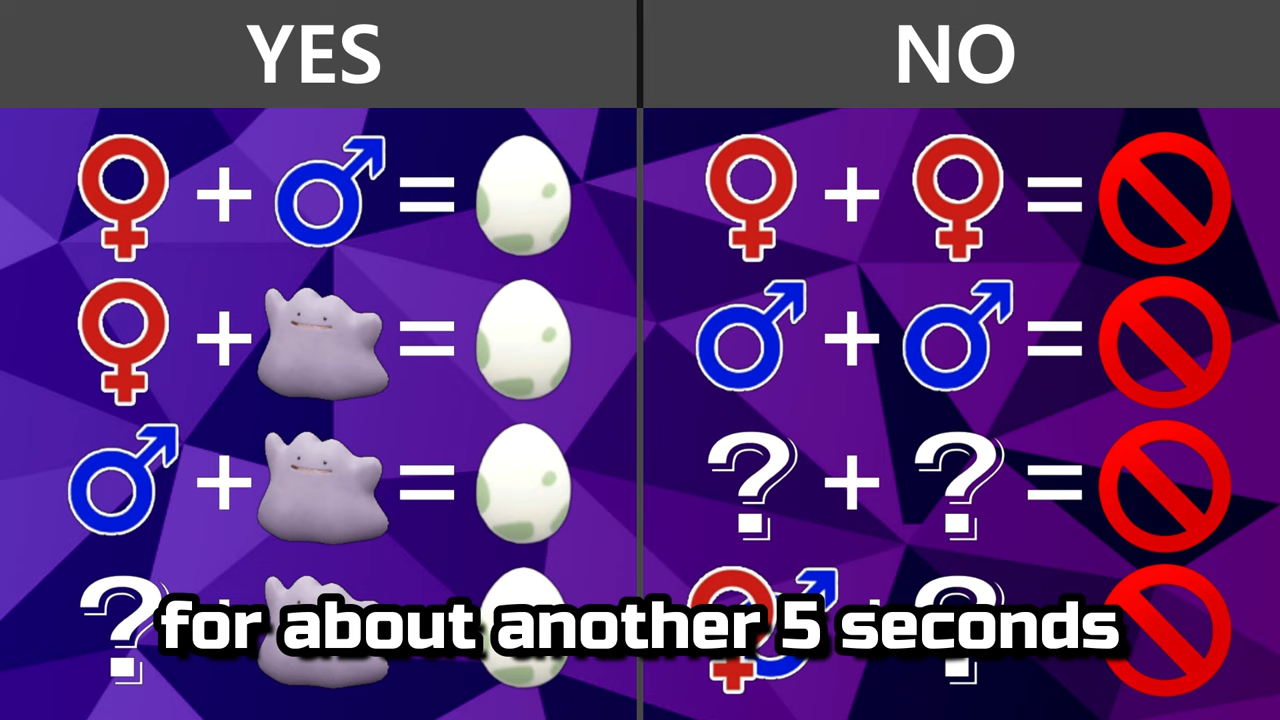 YES
NO
♀ + ♂ =
♀ + ♀ =
♀ + =
♂ + ♂ =
♂ + =
? + ? =
? +
♀♂ + ?
for about another 5 seconds